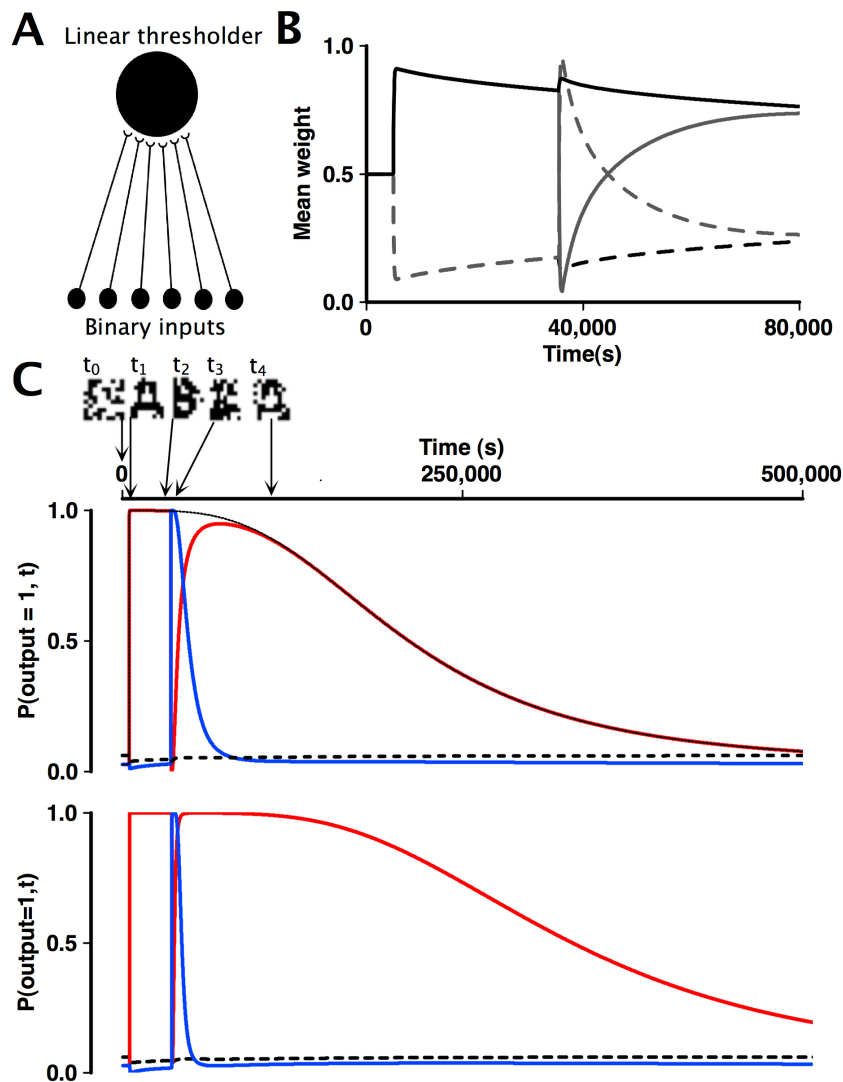 A
Linear thresholder
Binary inputs
B
1.0
0.5
0.0
Mean weight
0
40,000
80,000
Time(s)
C
t0 t1 t2 t3 t4
Time (s)
0
250,000
500,000
1.0
0.5
0.0
P(output = 1, t)
1.0
0.5
0.0
P(output=1,t)